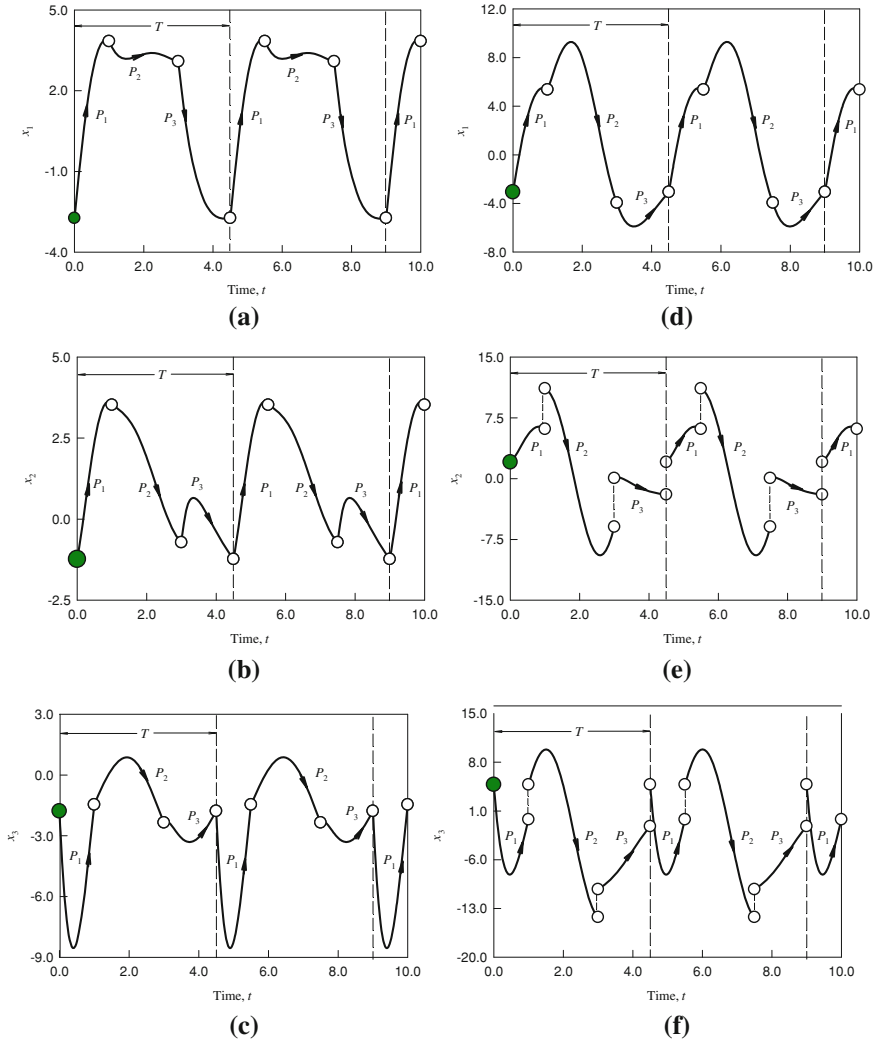 5.0
T
2.0
P2
P2
x1
P1
P3
P1
P3
P1
-1.0
-4.0
0.0 2.0 4.0 6.0 8.0 10.0
Time, t
(a)
12.0
T
8.0
P1
P1
P1
4.0
P2
P2
x1
0.0
P3
P3
-4.0
-8.0
0.0 2.0 4.0 6.0 8.0 10.0
Time, t
(d)
5.0
T
2.5
x2
P1
P2
P3
P1
P2
P3
P1
0.0
-2.5
0.0 2.0 4.0 6.0 8.0 10.0
Time, t
(b)
15.0
T
7.5
P1
P2
P1
P2
P1
x2
0.0
P3
P3
-7.5
-15.0
0.0 2.0 4.0 6.0 8.0 10.0
Time, t
(e)
3.0
T
0.0
P2
P2
x3
-3.0
P3
P3
P1
P1
P1
-6.0
-9.0
0.0 2.0 4.0 6.0 8.0 10.0
Time, t
(c)
15.0
T
8.0
1.0
x3
P1
P2
P3
P1
P2
P3
P1
-6.0
-13.0
-20.0
0.0 2.0 4.0 6.0 8.0 10.0
Time, t
(f)